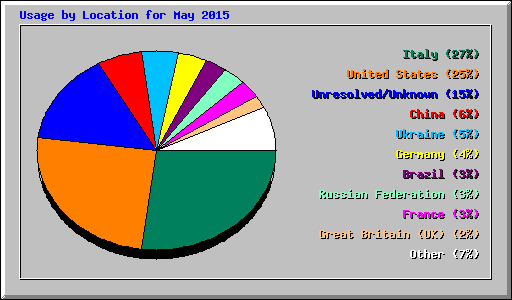 Usage by Location for May 2015
Italy (27%)
United States (25%)
Unresolved/Unknown (15%)
China (6%)
Ukraine (5%)
Germany (4%)
Brazil (3%)
Russian Federation (3%)
France (3%)
Great Britain (UK) (2%)
Other (7%)